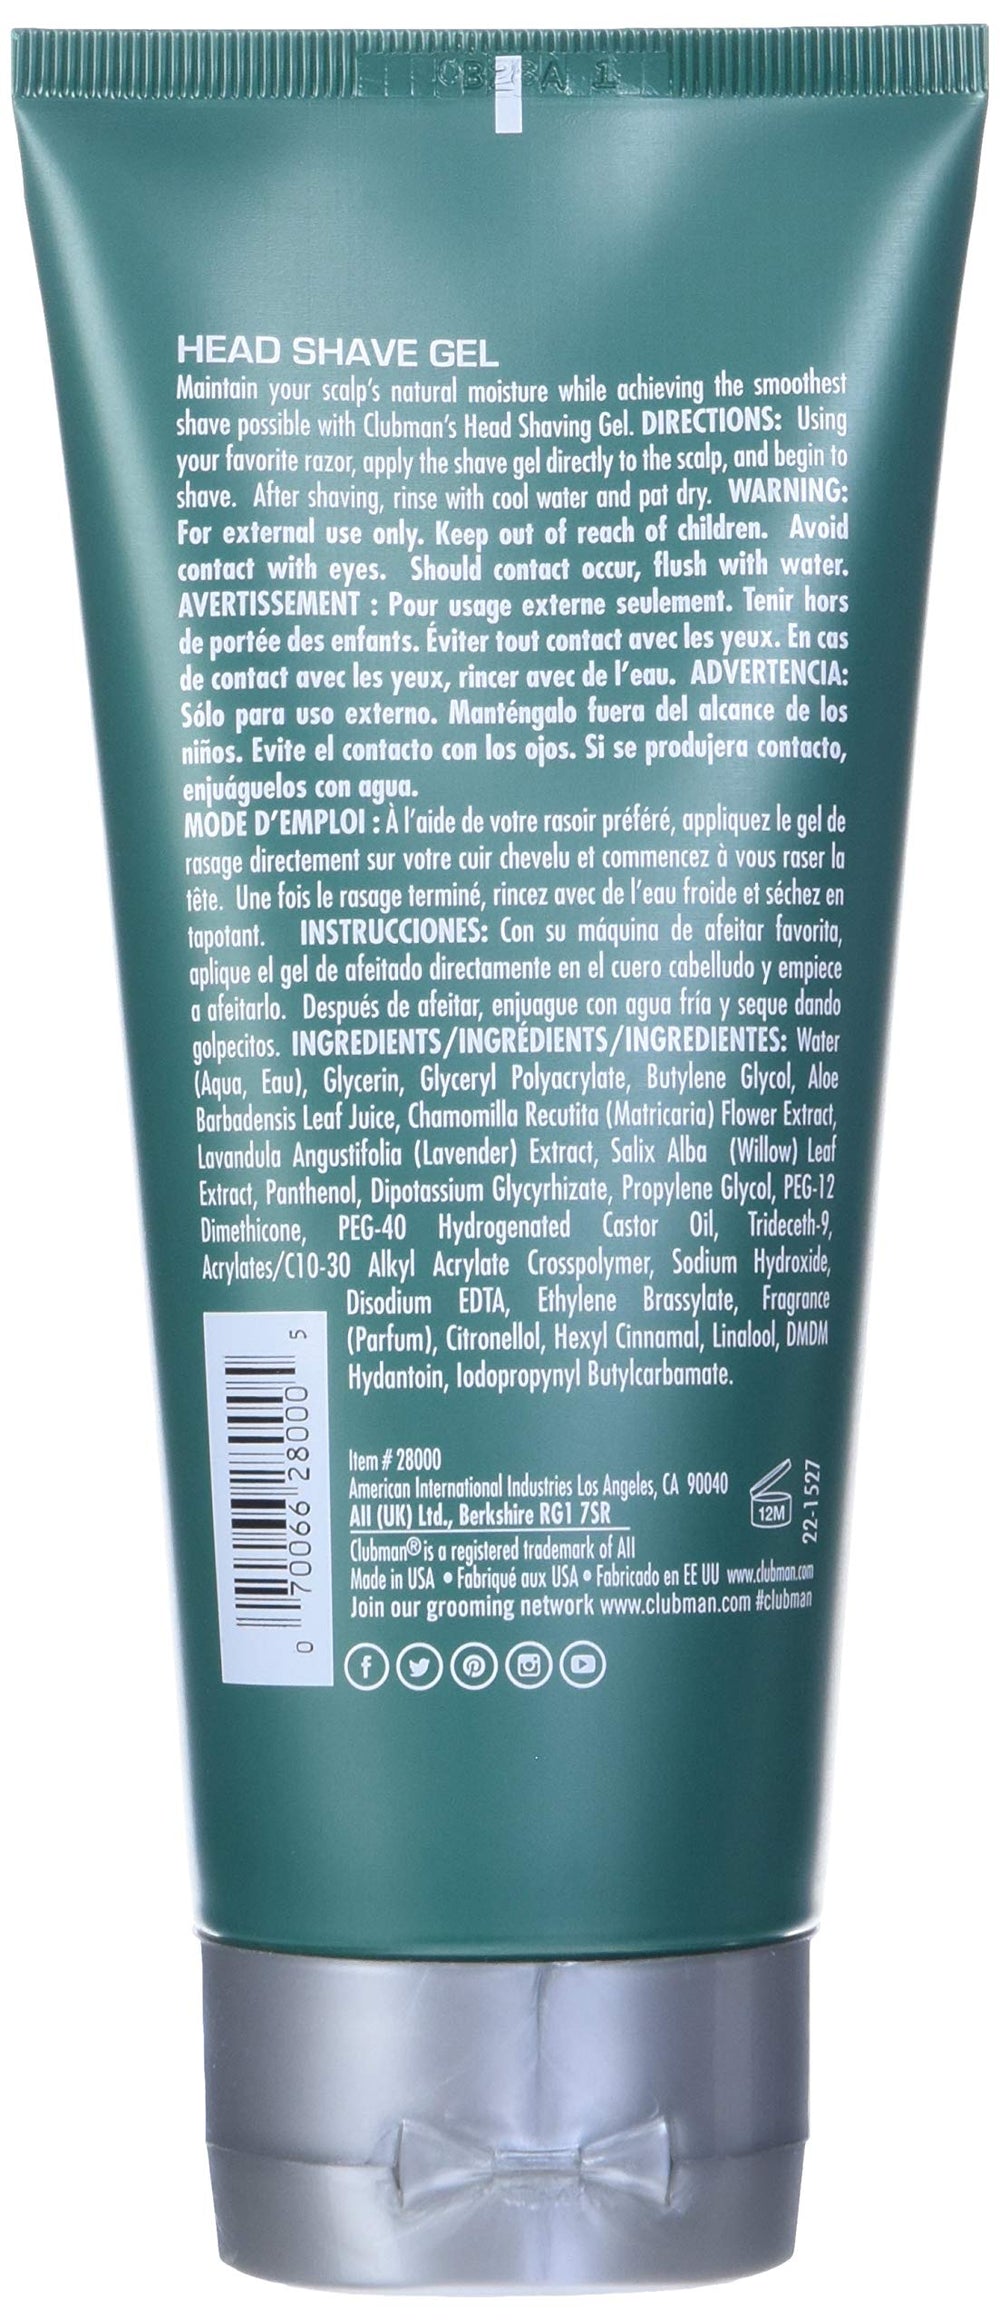 HEAD SHAVE GEL
Maintain your scalp's natural moisture while achieving the smoothest
shave possible with Clubman's Head Shaving Gel. DIRECTIONS: Using
your favorite razor, apply the shave gel directly to the scalp, and begin to
shave. After shaving, rinse with cool water and pat dry. WARNING:
For external use only. Keep out of reach of children. Avoid
contact with eyes. Should contact occur, flush with water.
AVERTISSEMENT : Pour usage externe seulement. Tenir hors
de portée des enfants. Éviter tout contact avec les yeux. En cas
de contact avec les yeux, rincer avec de l'eau. ADVERTENCIA:
Sólo para uso externo. Manténgalo fuera del alcance de los
niños. Evite el contacto con los ojos. Si se produjera contacto,
enjuáguelos con agua.
MODE D'EMPLOI : À l'aide de votre rasoir préféré, appliquez le gel de
rasage directement sur votre cuir chevelu et commencez à vous raser la
tête. Une fois le rasage terminé, rincez avec de l'eau froide et séchez en
tapotant. INSTRUCCIONES: Con su máquina de afeitar favorita,
aplique el gel de afeitado directamente en el cuero cabelludo y empiece
a afeitarlo. Después de afeitar, enjuague con agua fría y seque dando
golpecitos. INGREDIENTS/INGRÉDIENTS/INGREDIENTES: Water
(Aqua, Eau), Glycerin, Glyceryl Polyacrylate, Butylene Glycol, Aloe
Barbadensis Leaf Juice, Chamomilla Recutita (Matricaria) Flower Extract,
Lavandula Angustifolia (Lavender) Extract, Salix Alba (Willow) Leaf
Extract, Panthenol, Dipotassium Glycyrhizate, Propylene Glycol, PEG-12
Dimethicone, PEG-40 Hydrogenated Castor Oil, Trideceth-9,
Acrylates/C10-30 Alkyl Acrylate Crosspolymer, Sodium Hydroxide,
Disodium EDTA, Ethylene Brassylate, Fragrance
(Parfum), Citronellol, Hexyl Cinnamal, Linalool, DMDM
Hydantoin, Iodopropynyl Butylcarbamate.
0 70066 28000 5
Item # 28000
American International Industries Los Angeles, CA 90040
AII (UK) Ltd., Berkshire RG1 7SR
Clubman® is a registered trademark of AII
Made in USA • Fabriqué aux USA • Fabricado en EE UU www.clubman.com
Join our grooming network www.clubman.com #clubman
12M
22-1527